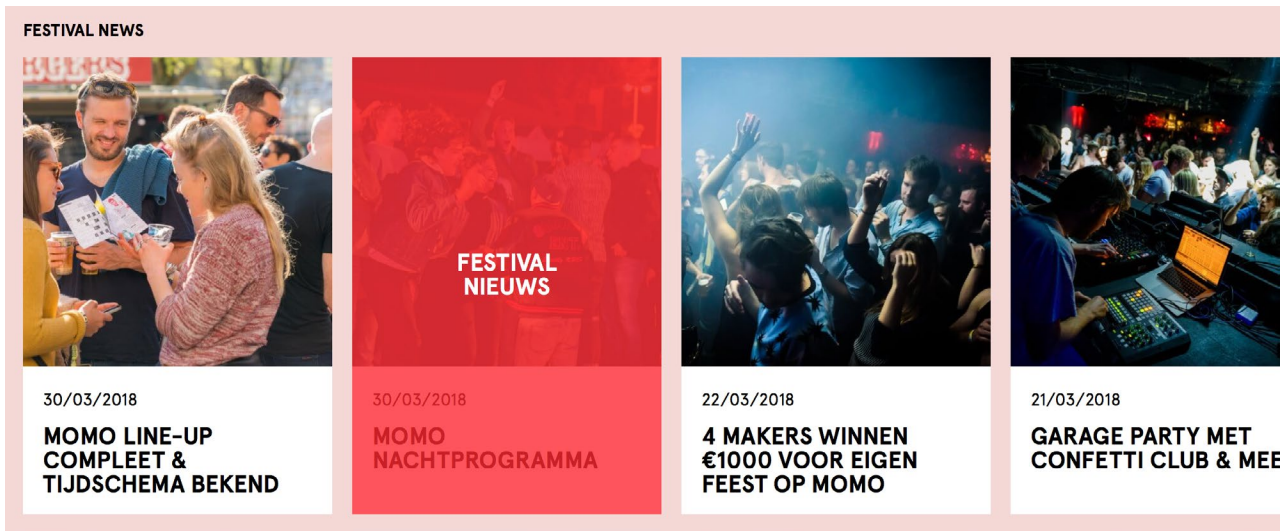 FESTIVAL NEWS
30/03/2018
MOMO LINE-UP
COMPLEET &
TIJDSCHEMA BEKEND
FESTIVAL
NIEUWS
30/03/2018
MOMO
NACHTPROGRAMMA
22/03/2018
4 MAKERS WINNEN
€1000 VOOR EIGEN
FEEST OP MOMO
21/03/2018
GARAGE PARTY MET
CONFETTI CLUB & MEE